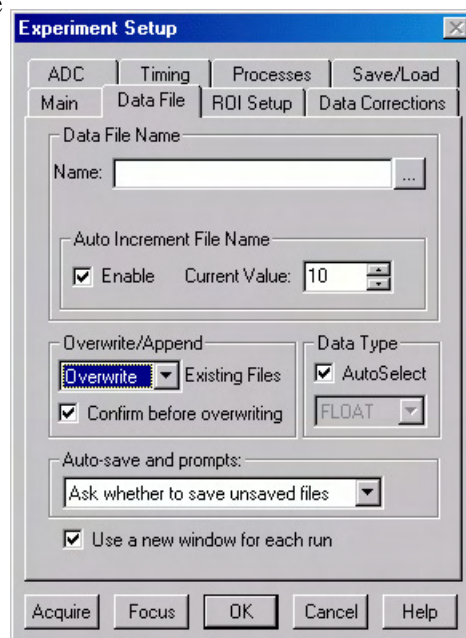 Experiment Setup
ADC Timing Processes Save/Load
Main Data File ROI Setup Data Corrections
Data File Name
Name: ...
Auto Increment File Name
Enable Current Value: 10
Overwrite/Append Data Type
Overwrite Existing Files AutoSelect
Confirm before overwriting FLOAT
Auto-save and prompts:
Ask whether to save unsaved files
Use a new window for each run
Acquire Focus OK Cancel Help